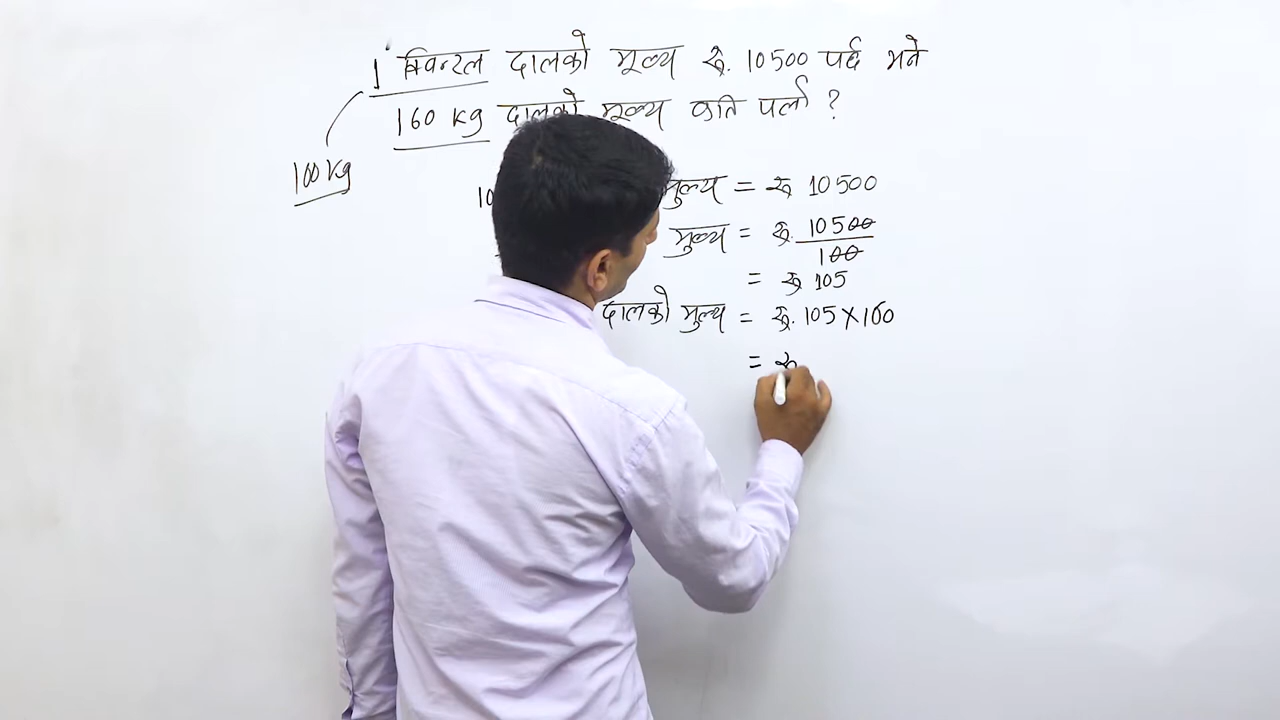 1 क्विन्टल दालको मूल्य रु. 10500 पर्छ भने
160 kg दालको मूल्य कति पर्ला ?
100 kg
मुल्य = रु 10500
मुल्य = रु. 10500
100
= रु 105
दालको मुल्य = रु. 105 × 160
= रु